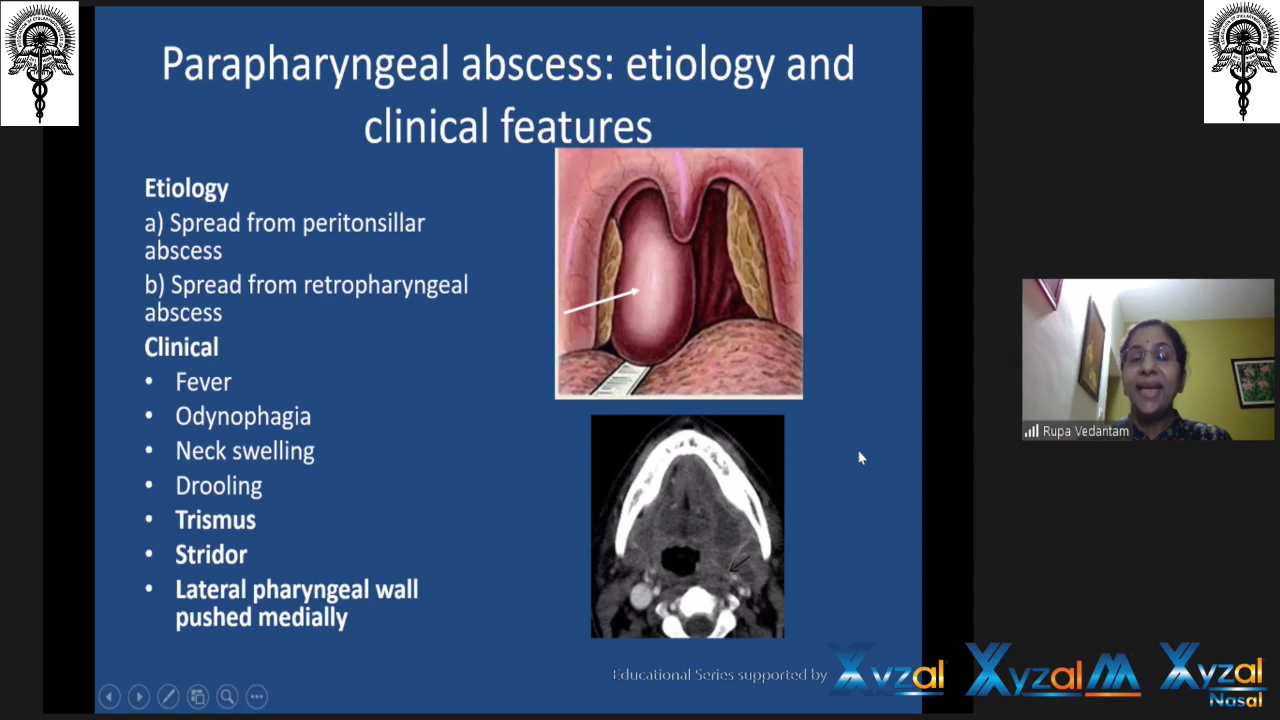 Parapharyngeal abscess: etiology and
clinical features
Etiology
a) Spread from peritonsillar
abscess
b) Spread from retropharyngeal
abscess
Clinical
• Fever
• Odynophagia
• Neck swelling
• Drooling
• Trismus
• Stridor
• Lateral pharyngeal wall
pushed medially
Rupa Vedantam
Educational Series supported by
Xyzal
Xyzal M
Xyzal
Nasal